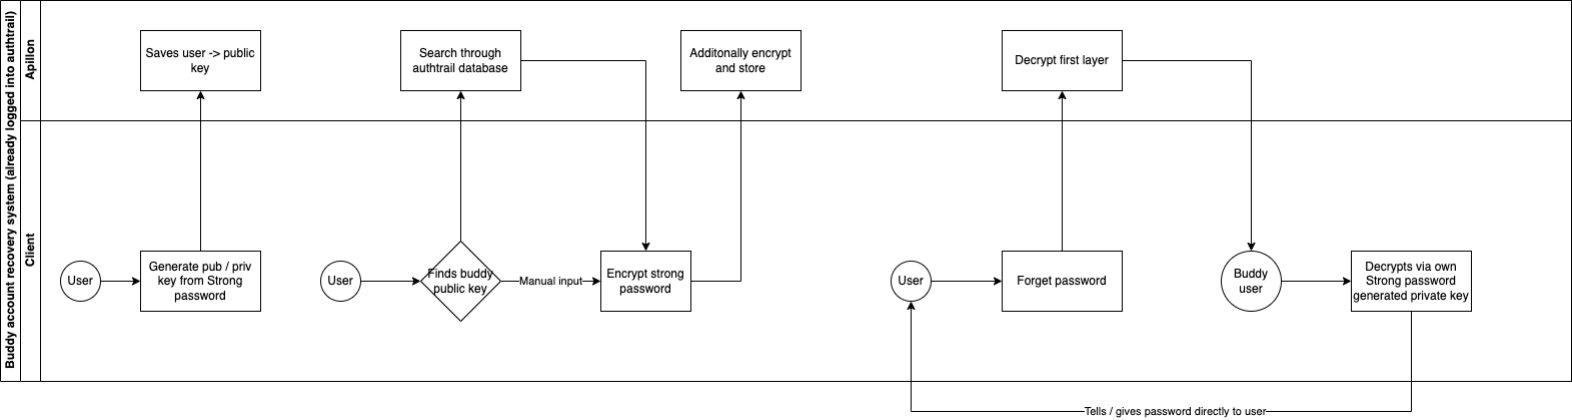 Buddy account recovery system (already logged into authtrail)
Apillon
Saves user -> public
key
Search through
authtrail database
Additonally encrypt
and store
Decrypt first layer
Client
User
Generate pub / priv
key from Strong
password
User
Finds buddy
public key
Manual input
Encrypt strong
password
User
Forget password
Buddy
user
Decrypts via own
Strong password
generated private key
Tells / gives password directly to user